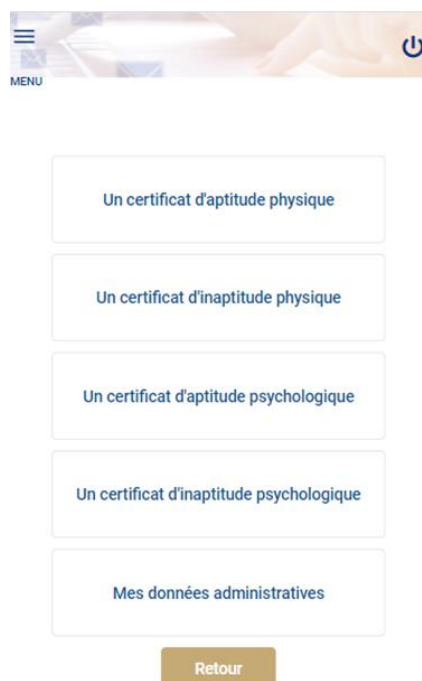 MENU
Un certificat d'aptitude physique
Un certificat d'inaptitude physique
Un certificat d'aptitude psychologique
Un certificat d'inaptitude psychologique
Mes données administratives
Retour